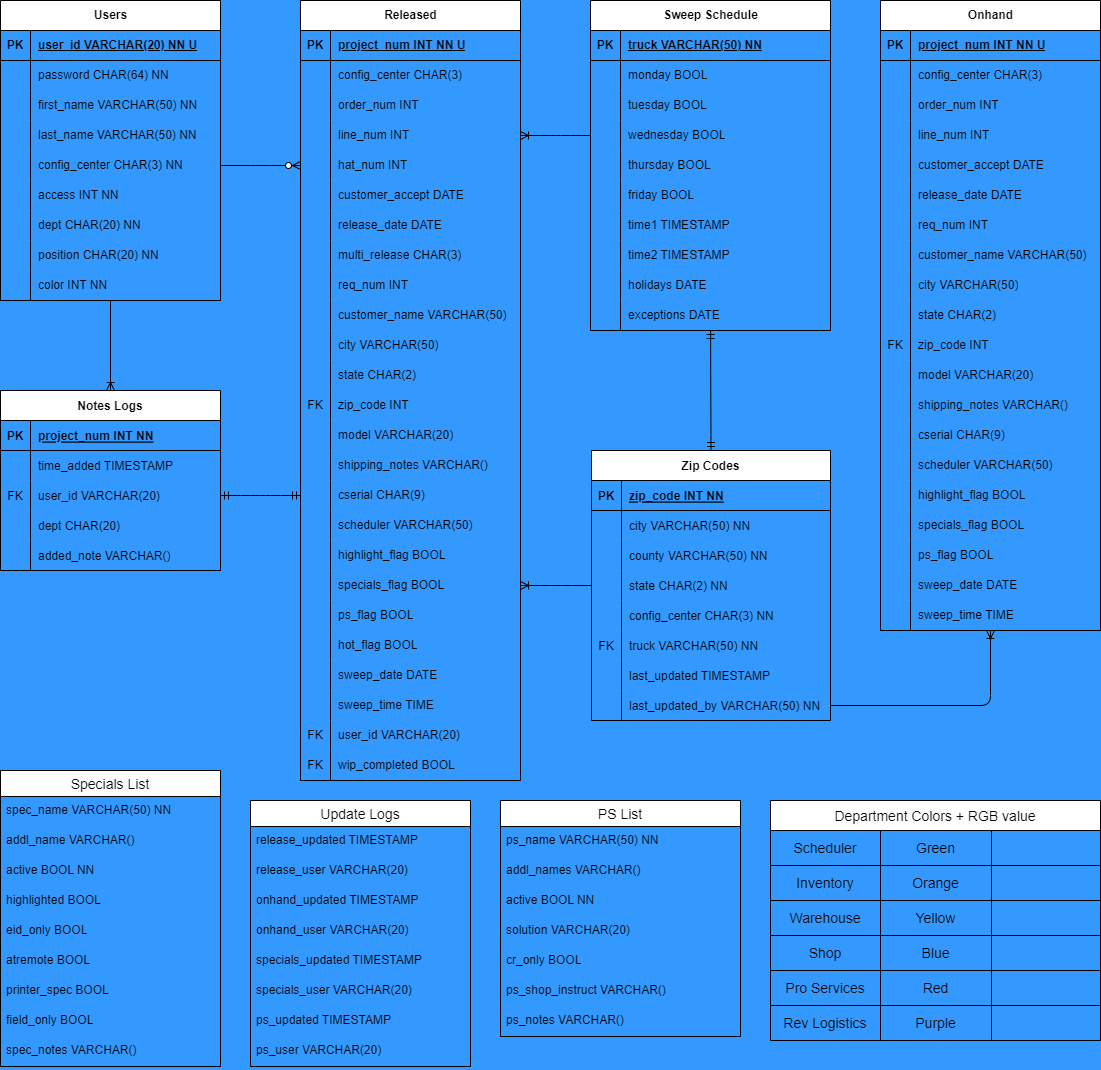 Users
PK user_id VARCHAR(20) NN U
password CHAR(64) NN
first_name VARCHAR(50) NN
last_name VARCHAR(50) NN
config_center CHAR(3) NN
access INT NN
dept CHAR(20) NN
position CHAR(20) NN
color INT NN
Notes Logs
PK project_num INT NN
time_added TIMESTAMP
FK user_id VARCHAR(20)
dept CHAR(20)
added_note VARCHAR()
Released
PK project_num INT NN U
config_center CHAR(3)
order_num INT
line_num INT
hat_num INT
customer_accept DATE
release_date DATE
multi_release CHAR(3)
req_num INT
customer_name VARCHAR(50)
city VARCHAR(50)
state CHAR(2)
FK zip_code INT
model VARCHAR(20)
shipping_notes VARCHAR()
cserial CHAR(9)
scheduler VARCHAR(50)
highlight_flag BOOL
specials_flag BOOL
ps_flag BOOL
hot_flag BOOL
sweep_date DATE
sweep_time TIME
FK user_id VARCHAR(20)
FK wip_completed BOOL
Sweep Schedule
PK truck VARCHAR(50) NN
monday BOOL
tuesday BOOL
wednesday BOOL
thursday BOOL
friday BOOL
time1 TIMESTAMP
time2 TIMESTAMP
holidays DATE
exceptions DATE
Zip Codes
PK zip_code INT NN
city VARCHAR(50) NN
county VARCHAR(50) NN
state CHAR(2) NN
config_center CHAR(3) NN
FK truck VARCHAR(50) NN
last_updated TIMESTAMP
last_updated_by VARCHAR(50) NN
Onhand
PK project_num INT NN U
config_center CHAR(3)
order_num INT
line_num INT
customer_accept DATE
release_date DATE
req_num INT
customer_name VARCHAR(50)
city VARCHAR(50)
state CHAR(2)
FK zip_code INT
model VARCHAR(20)
shipping_notes VARCHAR()
cserial CHAR(9)
scheduler VARCHAR(50)
highlight_flag BOOL
specials_flag BOOL
ps_flag BOOL
sweep_date DATE
sweep_time TIME
Specials List
spec_name VARCHAR(50) NN
addl_name VARCHAR()
active BOOL NN
highlighted BOOL
eid_only BOOL
atremote BOOL
printer_spec BOOL
field_only BOOL
spec_notes VARCHAR()
Update Logs
release_updated TIMESTAMP
release_user VARCHAR(20)
onhand_updated TIMESTAMP
onhand_user VARCHAR(20)
specials_updated TIMESTAMP
specials_user VARCHAR(20)
ps_updated TIMESTAMP
ps_user VARCHAR(20)
PS List
ps_name VARCHAR(50) NN
addl_names VARCHAR()
active BOOL NN
solution VARCHAR(20)
cr_only BOOL
ps_shop_instruct VARCHAR()
ps_notes VARCHAR()
Department Colors + RGB value
Scheduler Green
Inventory Orange
Warehouse Yellow
Shop Blue
Pro Services Red
Rev Logistics Purple